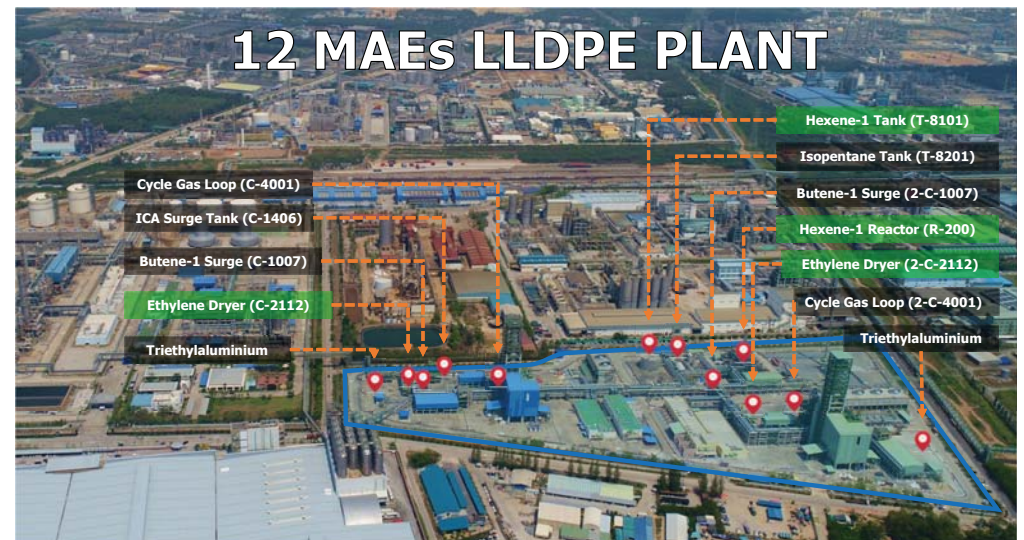 12 MAEs LLDPE PLANT
Cycle Gas Loop (C-4001)
ICA Surge Tank (C-1406)
Butene-1 Surge (C-1007)
Ethylene Dryer (C-2112)
Triethylaluminium
Hexene-1 Tank (T-8101)
Isopentane Tank (T-8201)
Butene-1 Surge (2-C-1007)
Hexene-1 Reactor (R-200)
Ethylene Dryer (2-C-2112)
Cycle Gas Loop (2-C-4001)
Triethylaluminium